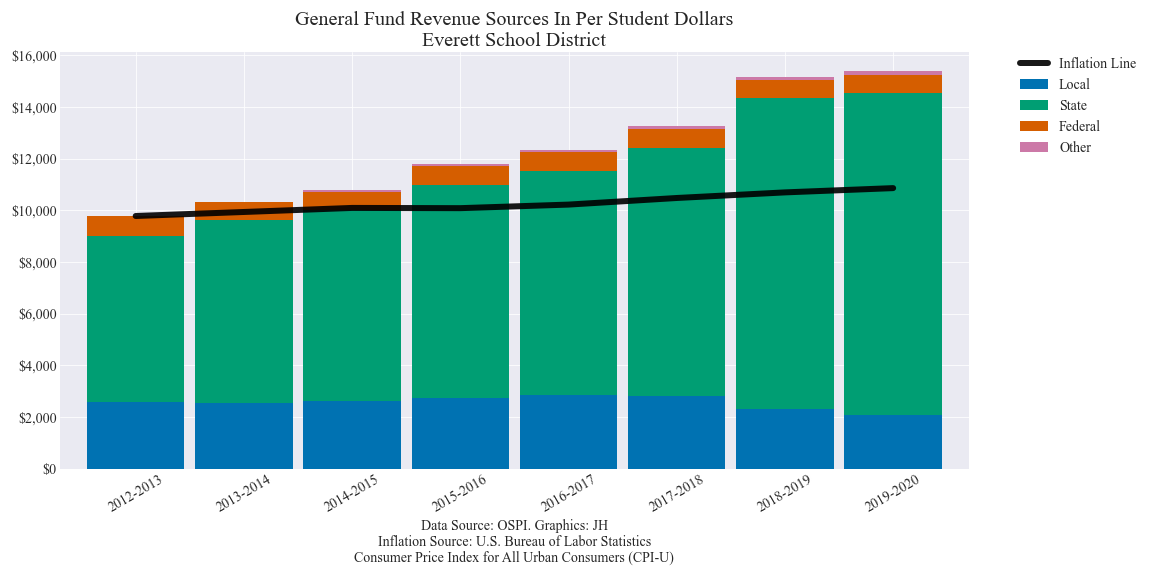 General Fund Revenue Sources In Per Student Dollars
Everett School District
$16,000
$14,000
$12,000
$10,000
$8,000
$6,000
$4,000
$2,000
$0
2012-2013
2013-2014
2014-2015
2015-2016
2016-2017
2017-2018
2018-2019
2019-2020
Inflation Line
Local
State
Federal
Other
Data Source: OSPI. Graphics: JH
Inflation Source: U.S. Bureau of Labor Statistics
Consumer Price Index for All Urban Consumers (CPI-U)